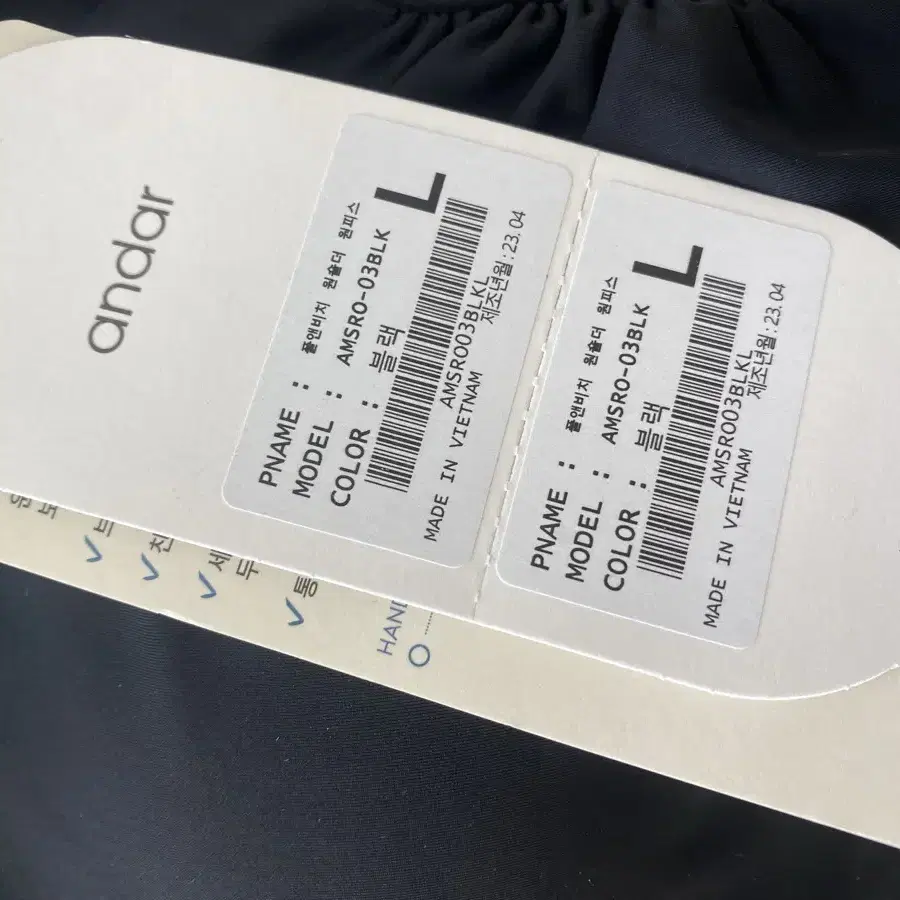 andar
PNAME : 풀앤비치 원숄더 원피스
MODEL : AMSRO-03BLK
COLOR : 블랙
L
AMSRO03BLKL
제조년월:23.04
MADE IN VIETNAM
PNAME : 풀앤비치 원숄더 원피스
MODEL : AMSRO-03BLK
COLOR : 블랙
L
AMSRO03BLKL
제조년월:23.04
MADE IN VIETNAM
통
HAND